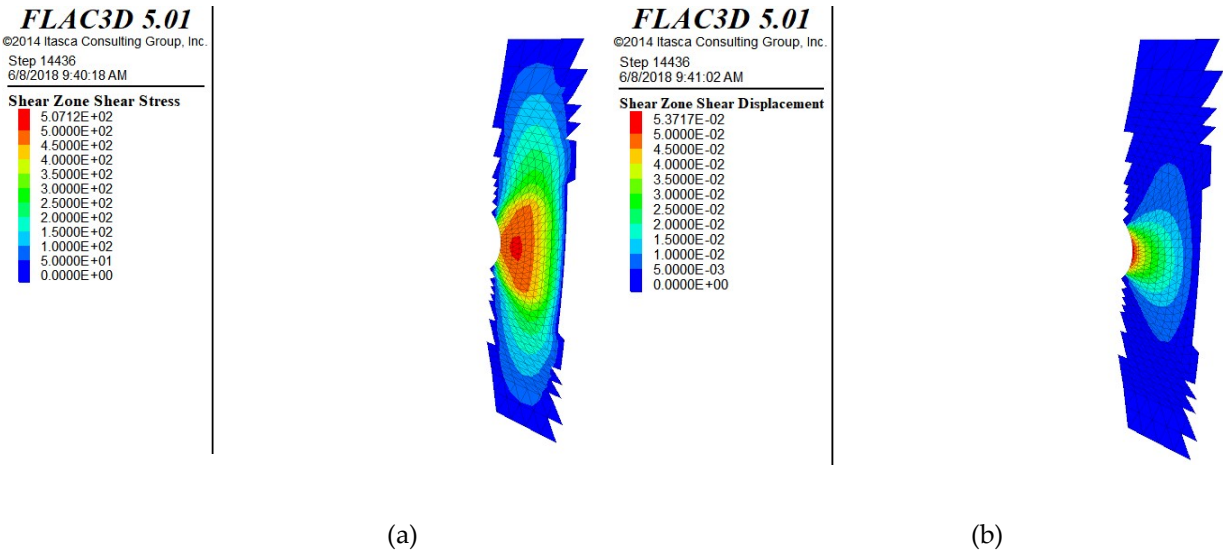 FLAC3D 5.01
©2014 Itasca Consulting Group, Inc.
Step 14436
6/8/2018 9:40:18 AM
Shear Zone Shear Stress
5.0712E+02
5.0000E+02
4.5000E+02
4.0000E+02
3.5000E+02
3.0000E+02
2.5000E+02
2.0000E+02
1.5000E+02
1.0000E+02
5.0000E+01
0.0000E+00
(a)
FLAC3D 5.01
©2014 Itasca Consulting Group, Inc.
Step 14436
6/8/2018 9:41:02 AM
Shear Zone Shear Displacement
5.3717E-02
5.0000E-02
4.5000E-02
4.0000E-02
3.5000E-02
3.0000E-02
2.5000E-02
2.0000E-02
1.5000E-02
1.0000E-02
5.0000E-03
0.0000E+00
(b)